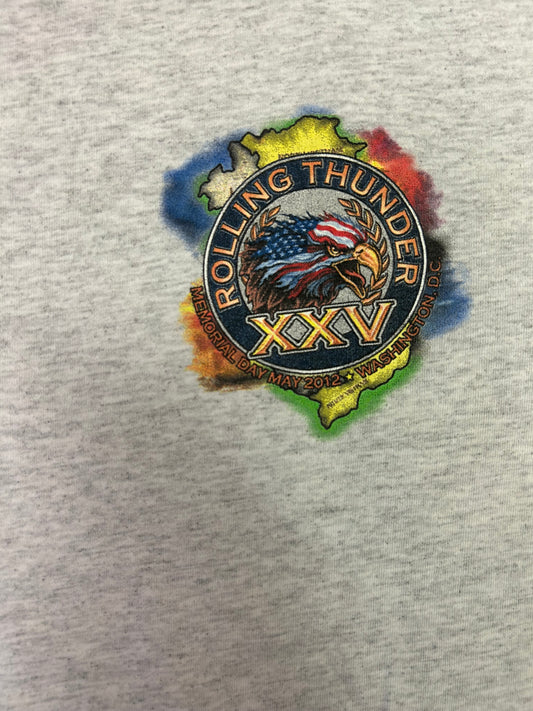 ROLLING THUNDER
XXV
MEMORIAL DAY MAY 2012 ★ WASHINGTON, D.C.